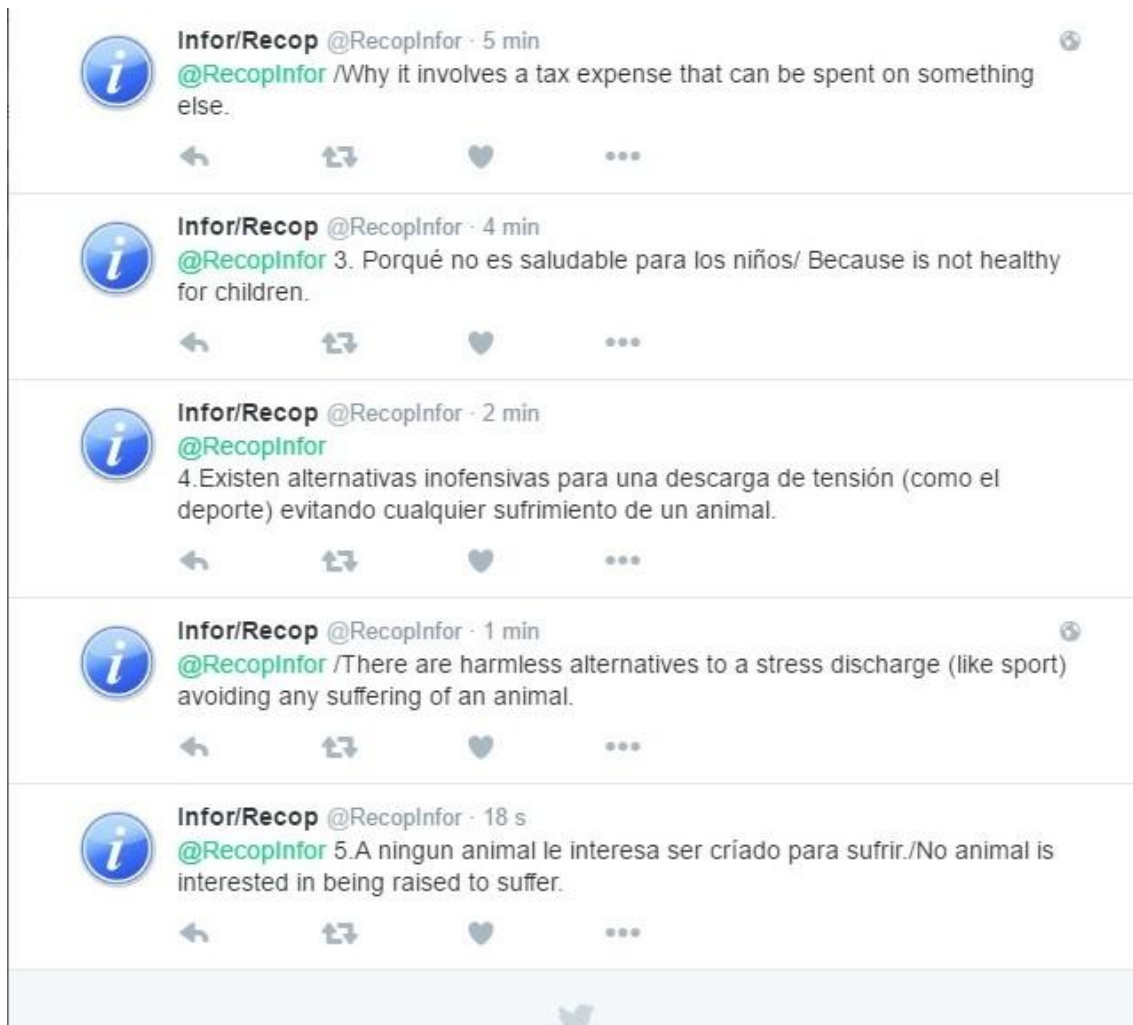 Infor/Recop @RecopInfor · 5 min
@RecopInfor /Why it involves a tax expense that can be spent on something
else.
Infor/Recop @RecopInfor · 4 min
@RecopInfor 3. Porqué no es saludable para los niños/ Because is not healthy
for children.
Infor/Recop @RecopInfor · 2 min
@RecopInfor
4.Existen alternativas inofensivas para una descarga de tensión (como el
deporte) evitando cualquier sufrimiento de un animal.
Infor/Recop @RecopInfor · 1 min
@RecopInfor /There are harmless alternatives to a stress discharge (like sport)
avoiding any suffering of an animal.
Infor/Recop @RecopInfor · 18 s
@RecopInfor 5.A ningun animal le interesa ser críado para sufrir./No animal is
interested in being raised to suffer.